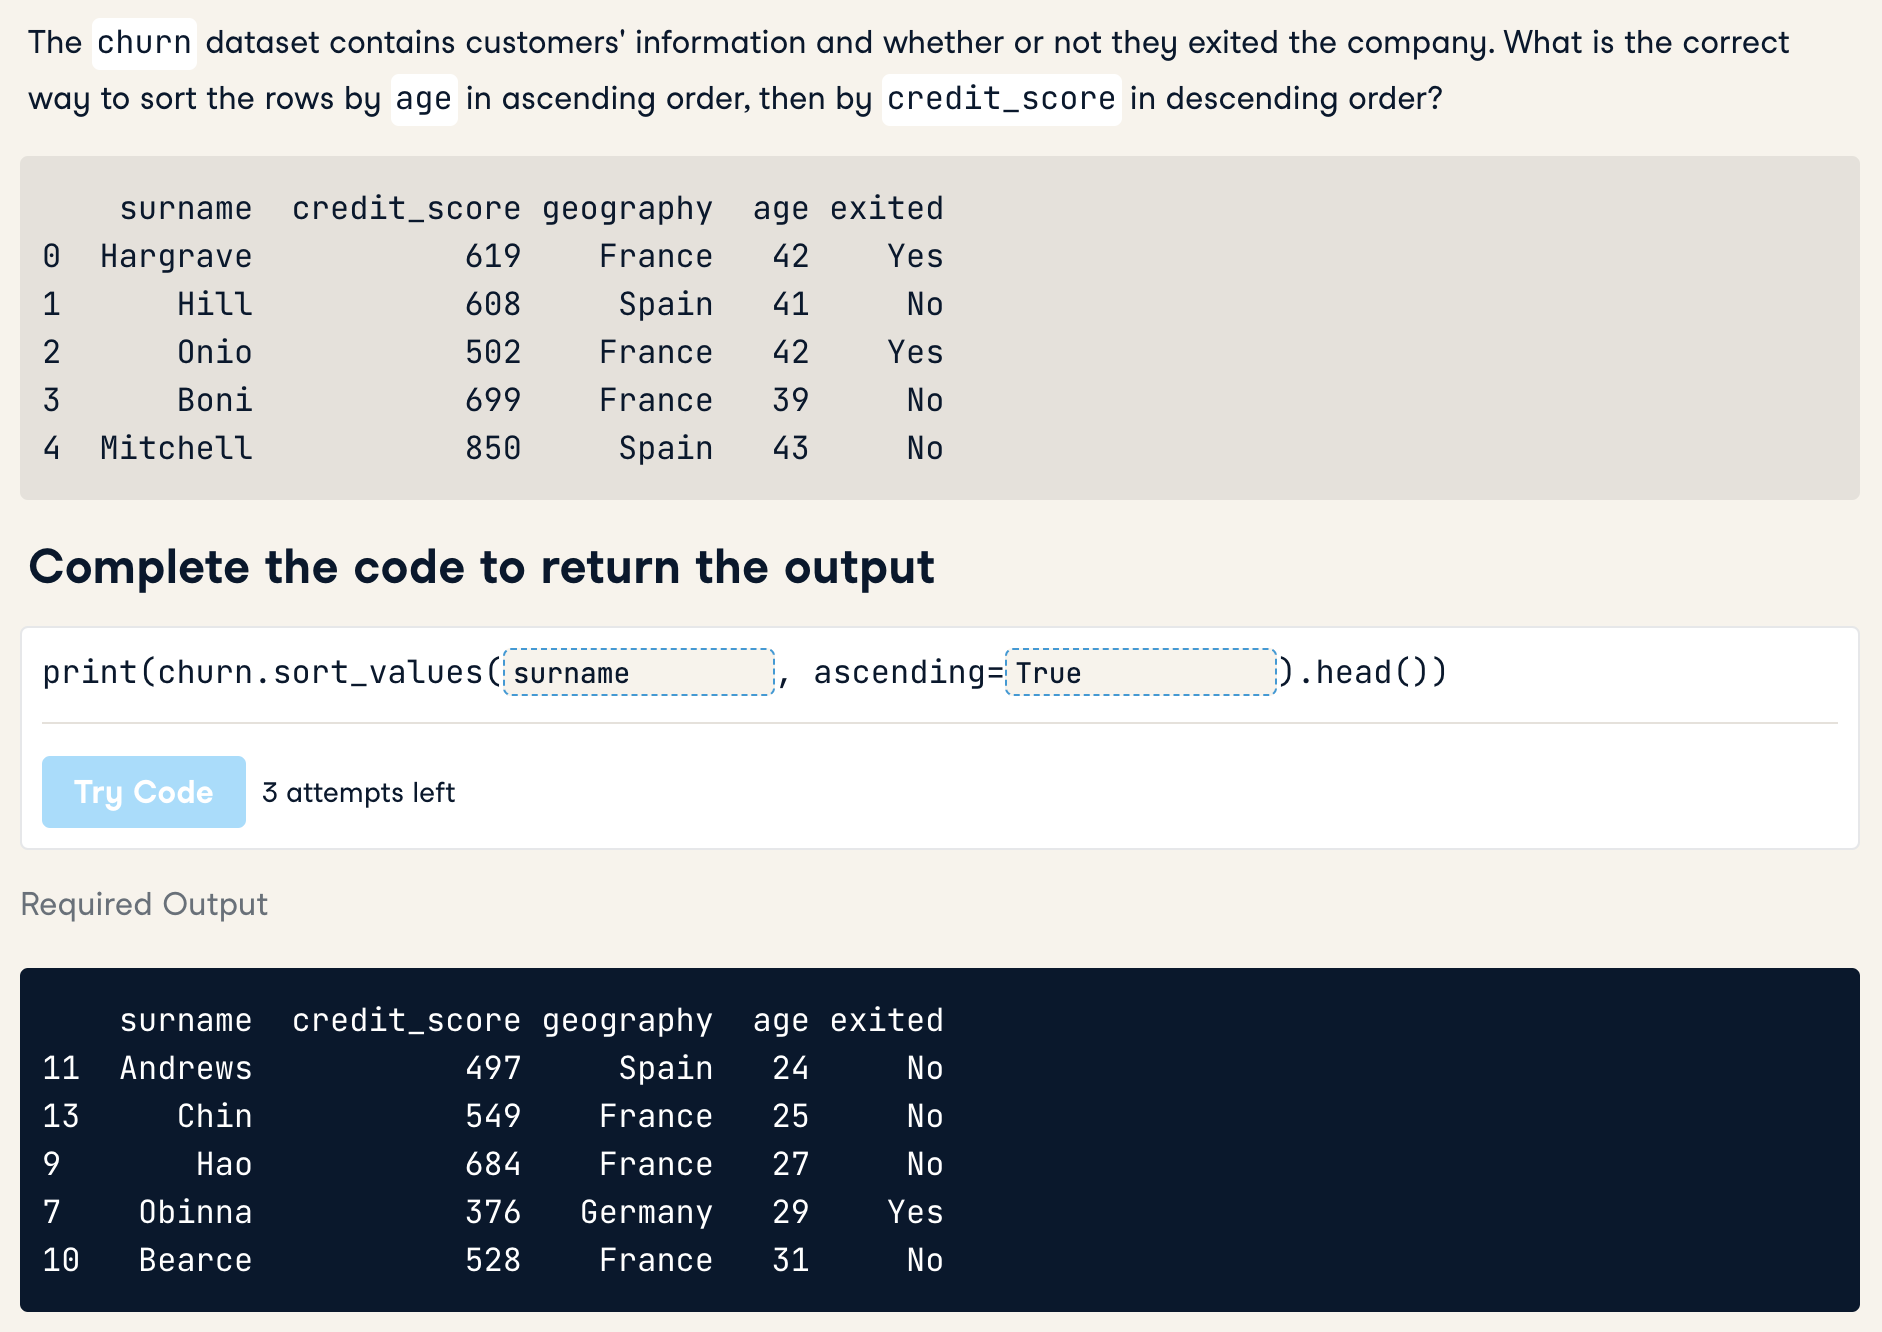 The churn dataset contains customers' information and whether or not they exited the company. What is the correct
way to sort the rows by age in ascending order, then by credit_score in descending order?
surname credit_score geography age exited
0 Hargrave 619 France 42 Yes
1 Hill 608 Spain 41 No
2 Onio 502 France 42 Yes
3 Boni 699 France 39 No
4 Mitchell 850 Spain 43 No
Complete the code to return the output
print(churn.sort_values(surname, ascending=True).head())
Try Code 3 attempts left
Required Output
surname credit_score geography age exited
11 Andrews 497 Spain 24 No
13 Chin 549 France 25 No
9 Hao 684 France 27 No
7 Obinna 376 Germany 29 Yes
10 Bearce 528 France 31 No